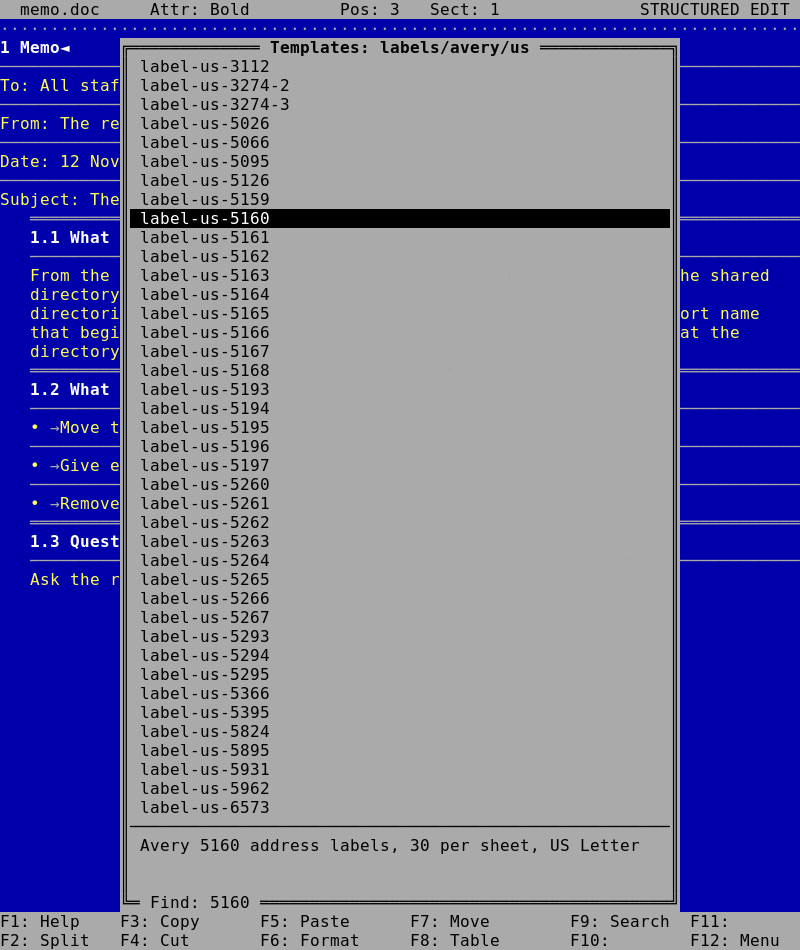 memo.doc Attr: Bold Pos: 3 Sect: 1 STRUCTURED EDIT
1 Memo◄
To: All staf
From: The re
Date: 12 Nov
Subject: The
1.1 What
From the
directory
directori
that begi
directory
1.2 What
• →Move t
• →Give e
• →Remove
1.3 Quest
Ask the r
Templates: labels/avery/us
label-us-3112
label-us-3274-2
label-us-3274-3
label-us-5026
label-us-5066
label-us-5095
label-us-5126
label-us-5159
label-us-5160
label-us-5161
label-us-5162
label-us-5163
label-us-5164
label-us-5165
label-us-5166
label-us-5167
label-us-5168
label-us-5193
label-us-5194
label-us-5195
label-us-5196
label-us-5197
label-us-5260
label-us-5261
label-us-5262
label-us-5263
label-us-5264
label-us-5265
label-us-5266
label-us-5267
label-us-5293
label-us-5294
label-us-5295
label-us-5366
label-us-5395
label-us-5824
label-us-5895
label-us-5931
label-us-5962
label-us-6573
Avery 5160 address labels, 30 per sheet, US Letter
Find: 5160
he shared
ort name
at the
F1: Help F3: Copy F5: Paste F7: Move F9: Search F11:
F2: Split F4: Cut F6: Format F8: Table F10: F12: Menu